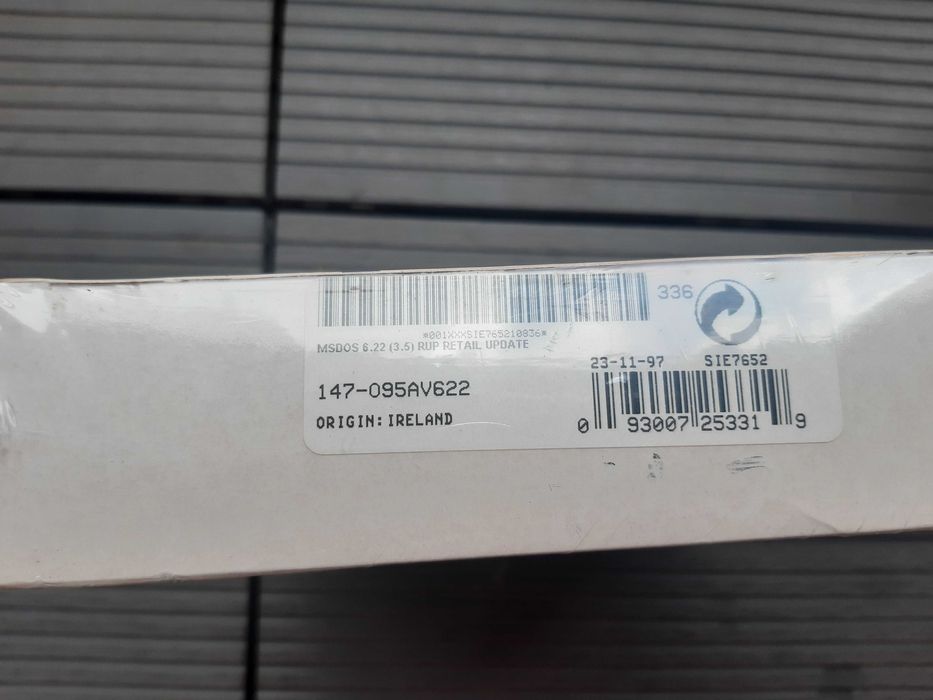 336
*001XXXSIE765210836*
MSDOS 6.22 (3.5) RUP RETAIL UPDATE
23-11-97 SIE7652
147-095AV622
ORIGIN: IRELAND
0 93007 25331 9